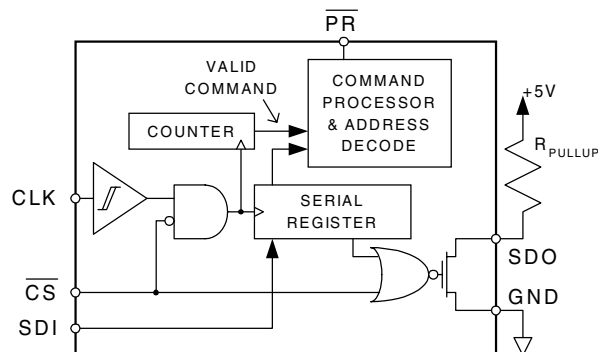 PR
VALID
COMMAND
COMMAND
PROCESSOR
& ADDRESS
DECODE
+5V
COUNTER
RPULLUP
CLK
SERIAL
REGISTER
SDO
CS
GND
SDI